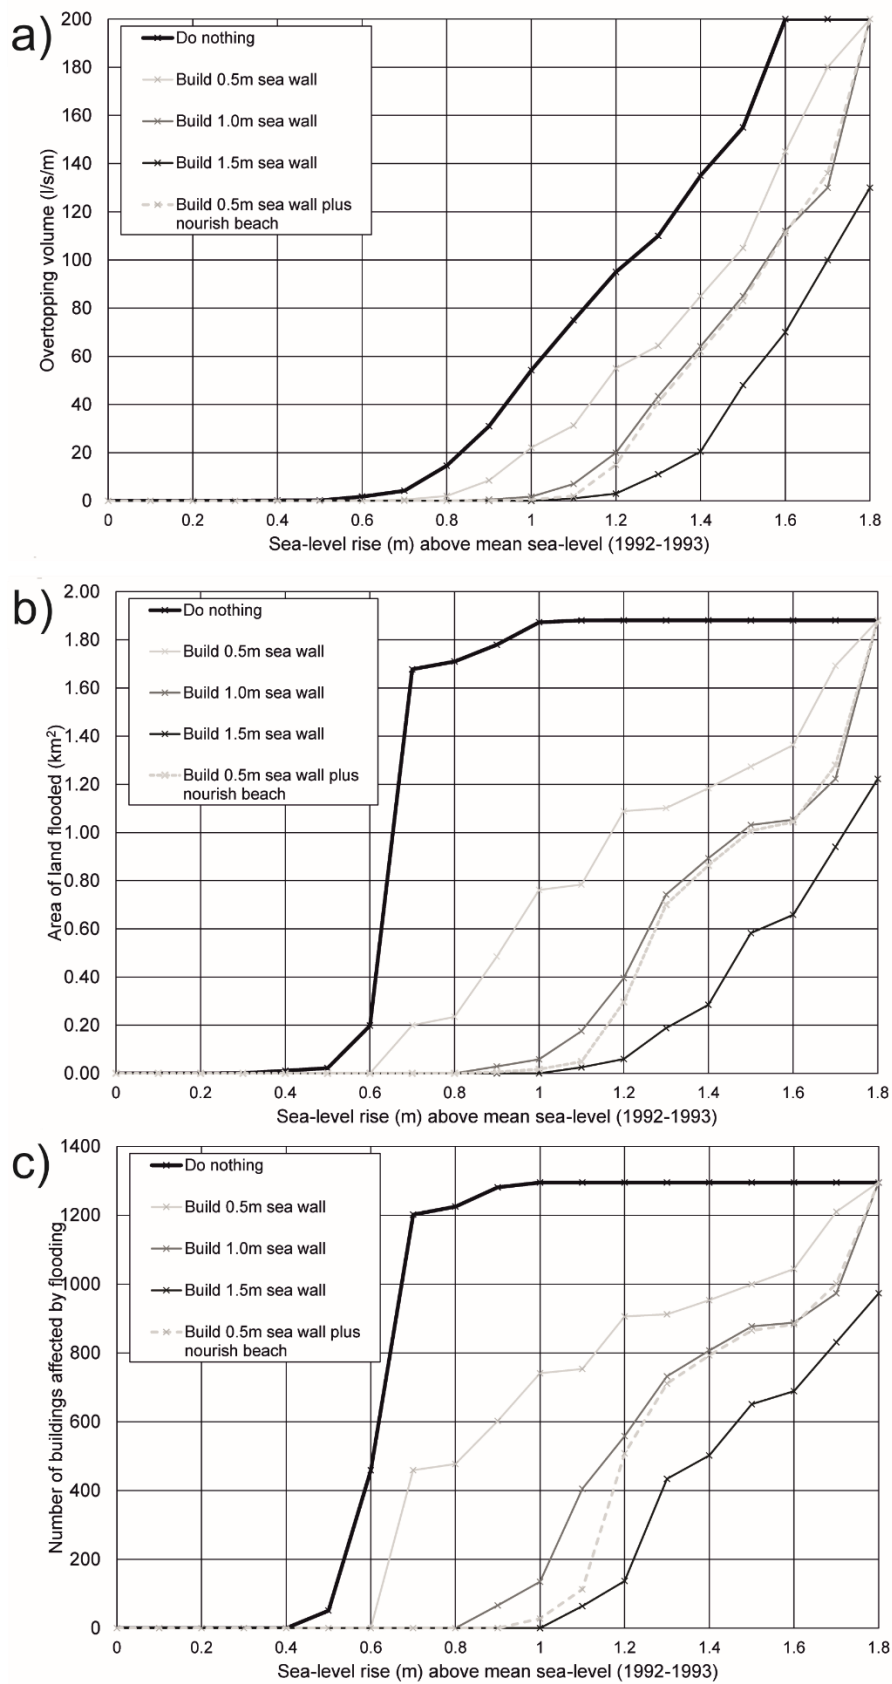 a)
200
180
160
140
120
100
80
60
40
20
0
Overtopping volume (l/s/m)
Do nothing
Build 0.5m sea wall
Build 1.0m sea wall
Build 1.5m sea wall
Build 0.5m sea wall plus
nourish beach
0 0.2 0.4 0.6 0.8 1 1.2 1.4 1.6 1.8
Sea-level rise (m) above mean sea-level (1992-1993)
b)
2.00
1.80
1.60
1.40
1.20
1.00
0.80
0.60
0.40
0.20
0.00
Area of land flooded (km²)
Do nothing
Build 0.5m sea wall
Build 1.0m sea wall
Build 1.5m sea wall
Build 0.5m sea wall plus
nourish beach
0 0.2 0.4 0.6 0.8 1 1.2 1.4 1.6 1.8
Sea-level rise (m) above mean sea-level (1992-1993)
c)
1400
1200
1000
800
600
400
200
0
Number of buildings affected by flooding
Do nothing
Build 0.5m sea wall
Build 1.0m sea wall
Build 1.5m sea wall
Build 0.5m sea wall plus
nourish beach
0 0.2 0.4 0.6 0.8 1 1.2 1.4 1.6 1.8
Sea-level rise (m) above mean sea-level (1992-1993)